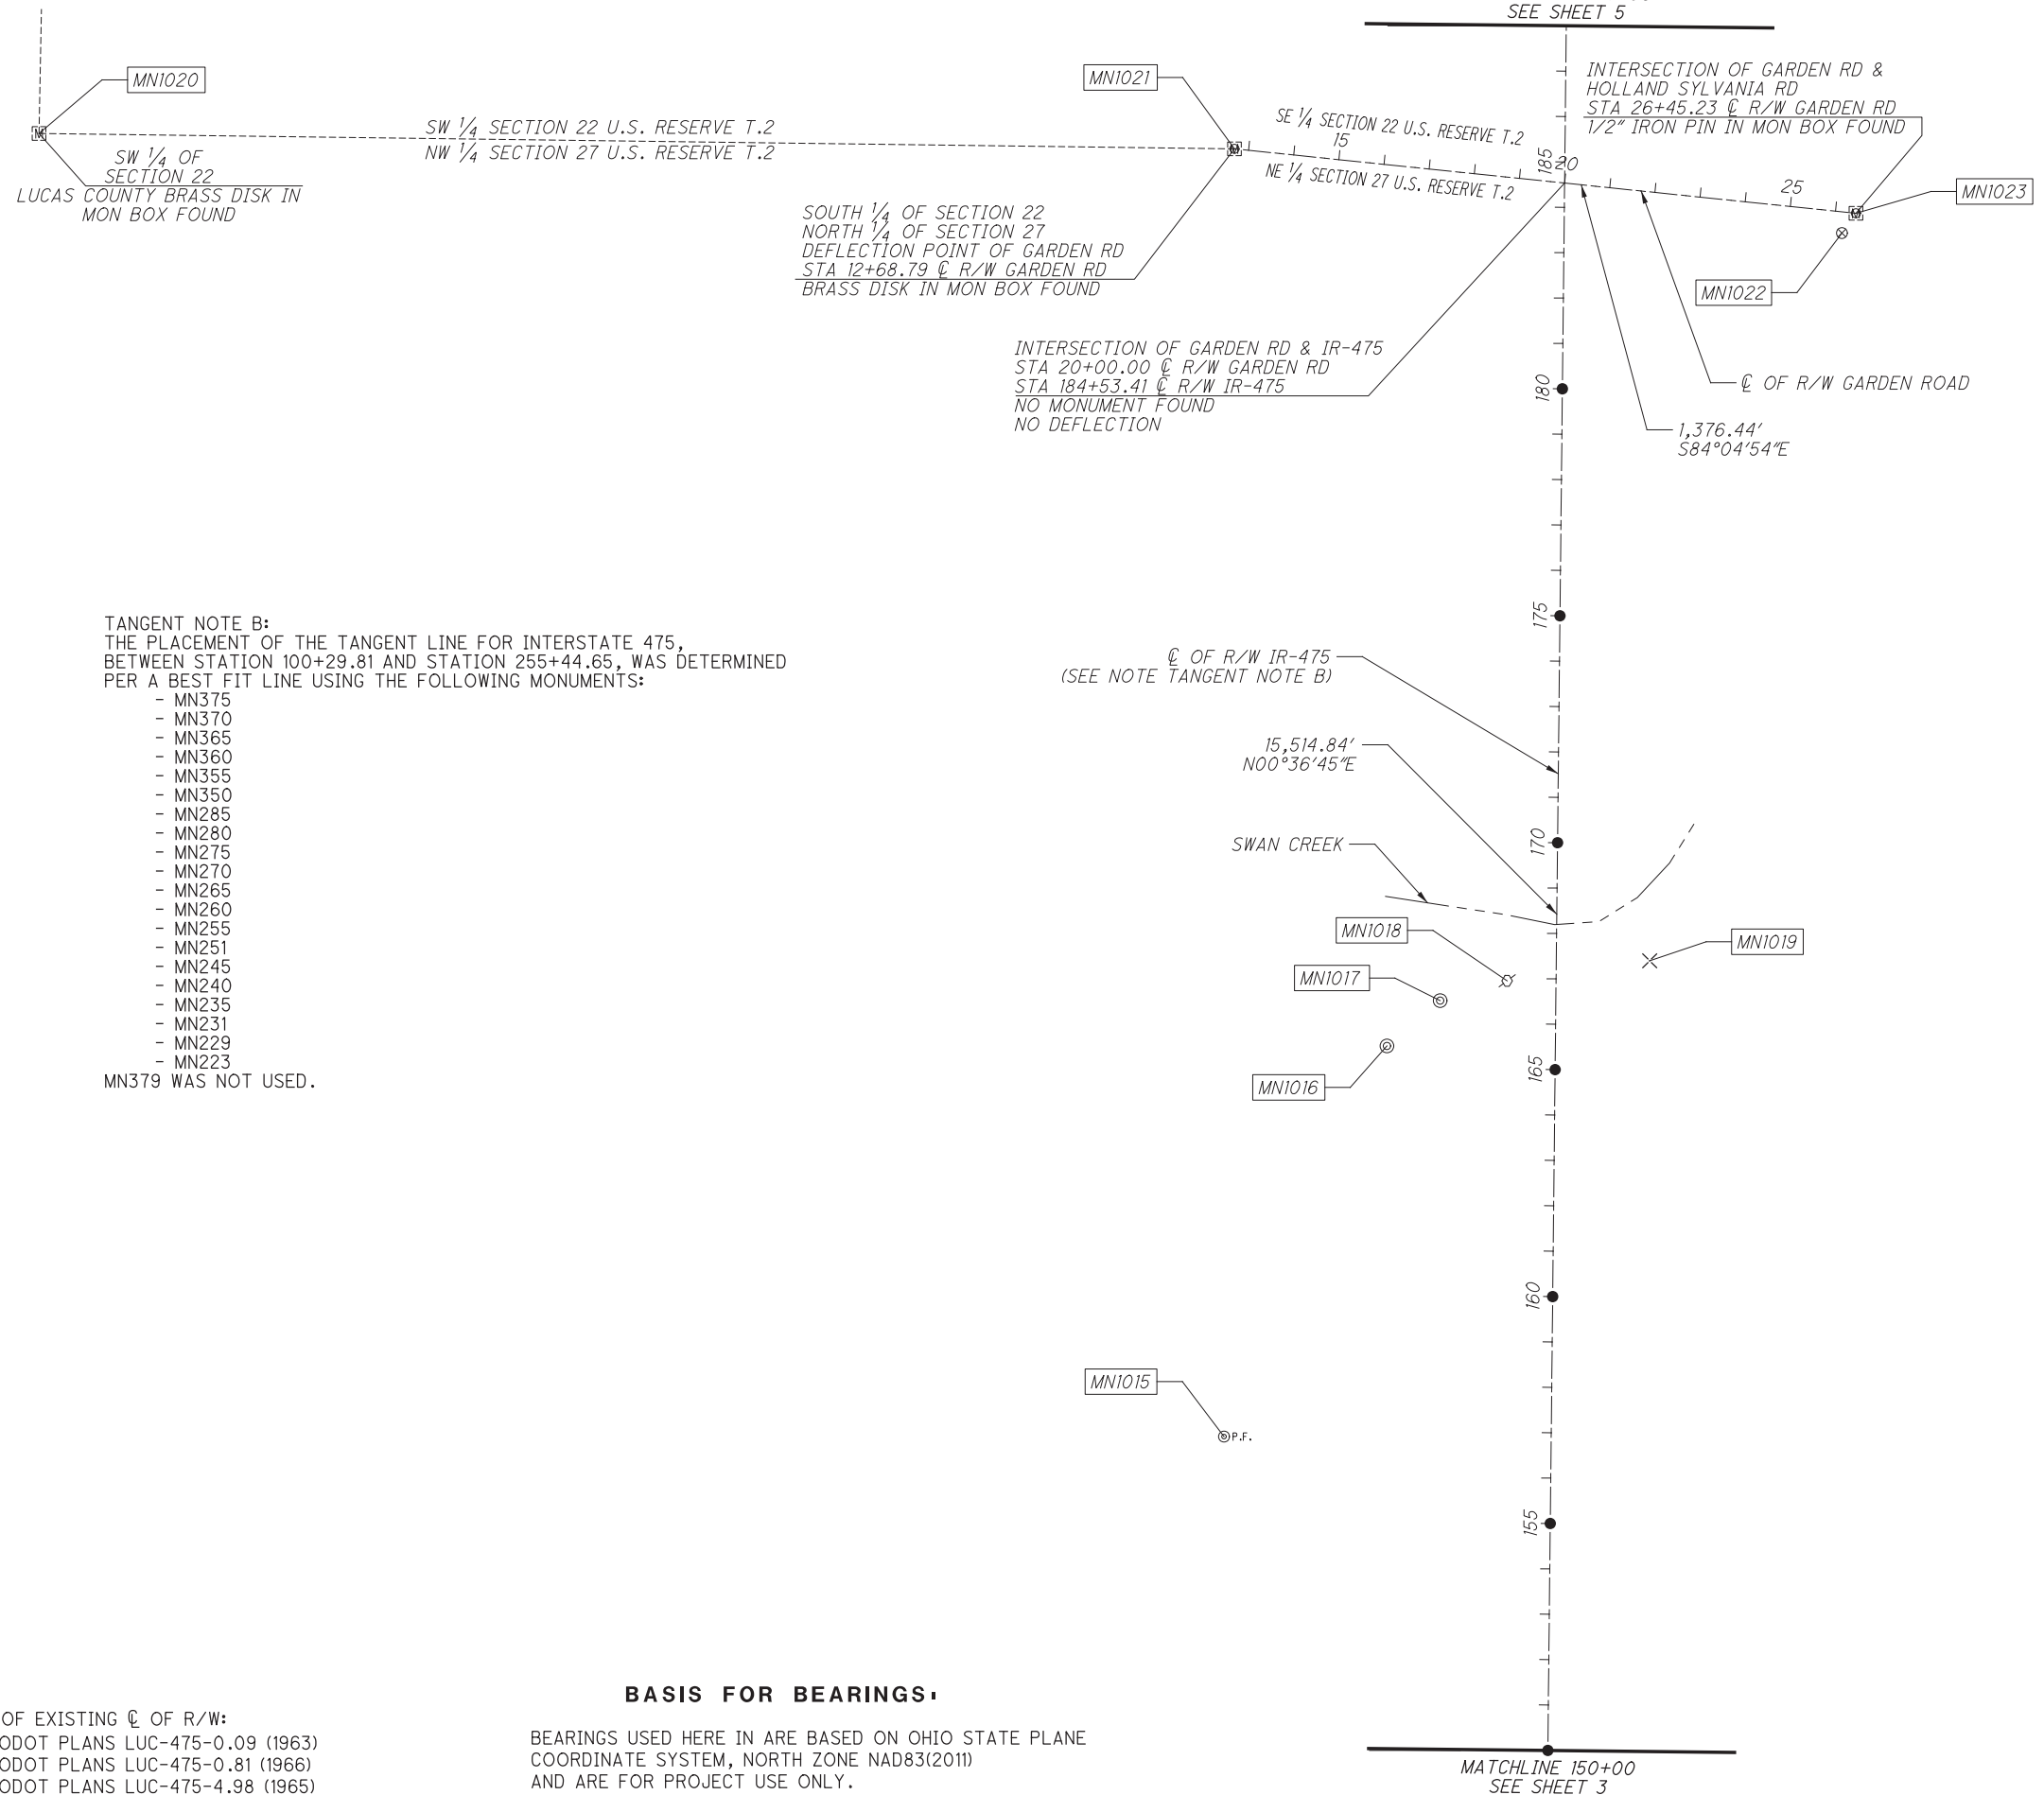 SEE SHEET 5
MN1020
MN1021
INTERSECTION OF GARDEN RD &
HOLLAND SYLVANIA RD
STA 26+45.23 ℄ R/W GARDEN RD
1/2" IRON PIN IN MON BOX FOUND
SW 1/4 SECTION 22 U.S. RESERVE T.2
NW 1/4 SECTION 27 U.S. RESERVE T.2
SE 1/4 SECTION 22 U.S. RESERVE T.2
15
NE 1/4 SECTION 27 U.S. RESERVE T.2
185
20
25
MN1023
SW 1/4 OF
SECTION 22
LUCAS COUNTY BRASS DISK IN
MON BOX FOUND
SOUTH 1/4 OF SECTION 22
NORTH 1/4 OF SECTION 27
DEFLECTION POINT OF GARDEN RD
STA 12+68.79 ℄ R/W GARDEN RD
BRASS DISK IN MON BOX FOUND
MN1022
INTERSECTION OF GARDEN RD & IR-475
STA 20+00.00 ℄ R/W GARDEN RD
STA 184+53.41 ℄ R/W IR-475
NO MONUMENT FOUND
NO DEFLECTION
180
℄ OF R/W GARDEN ROAD
1,376.44'
S84°04'54"E
TANGENT NOTE B:
THE PLACEMENT OF THE TANGENT LINE FOR INTERSTATE 475,
BETWEEN STATION 100+29.81 AND STATION 255+44.65, WAS DETERMINED
PER A BEST FIT LINE USING THE FOLLOWING MONUMENTS:
- MN375
- MN370
- MN365
- MN360
- MN355
- MN350
- MN285
- MN280
- MN275
- MN270
- MN265
- MN260
- MN255
- MN251
- MN245
- MN240
- MN235
- MN231
- MN229
- MN223
MN379 WAS NOT USED.
175
℄ OF R/W IR-475
(SEE NOTE TANGENT NOTE B)
15,514.84'
N00°36'45"E
SWAN CREEK
170
MN1018
MN1019
MN1017
MN1016
165
160
MN1015
P.F.
155
BASIS FOR BEARINGS:
OF EXISTING ℄ OF R/W:
ODOT PLANS LUC-475-0.09 (1963)
ODOT PLANS LUC-475-0.81 (1966)
ODOT PLANS LUC-475-4.98 (1965)
BEARINGS USED HERE IN ARE BASED ON OHIO STATE PLANE
COORDINATE SYSTEM, NORTH ZONE NAD83(2011)
AND ARE FOR PROJECT USE ONLY.
MATCHLINE 150+00
SEE SHEET 3